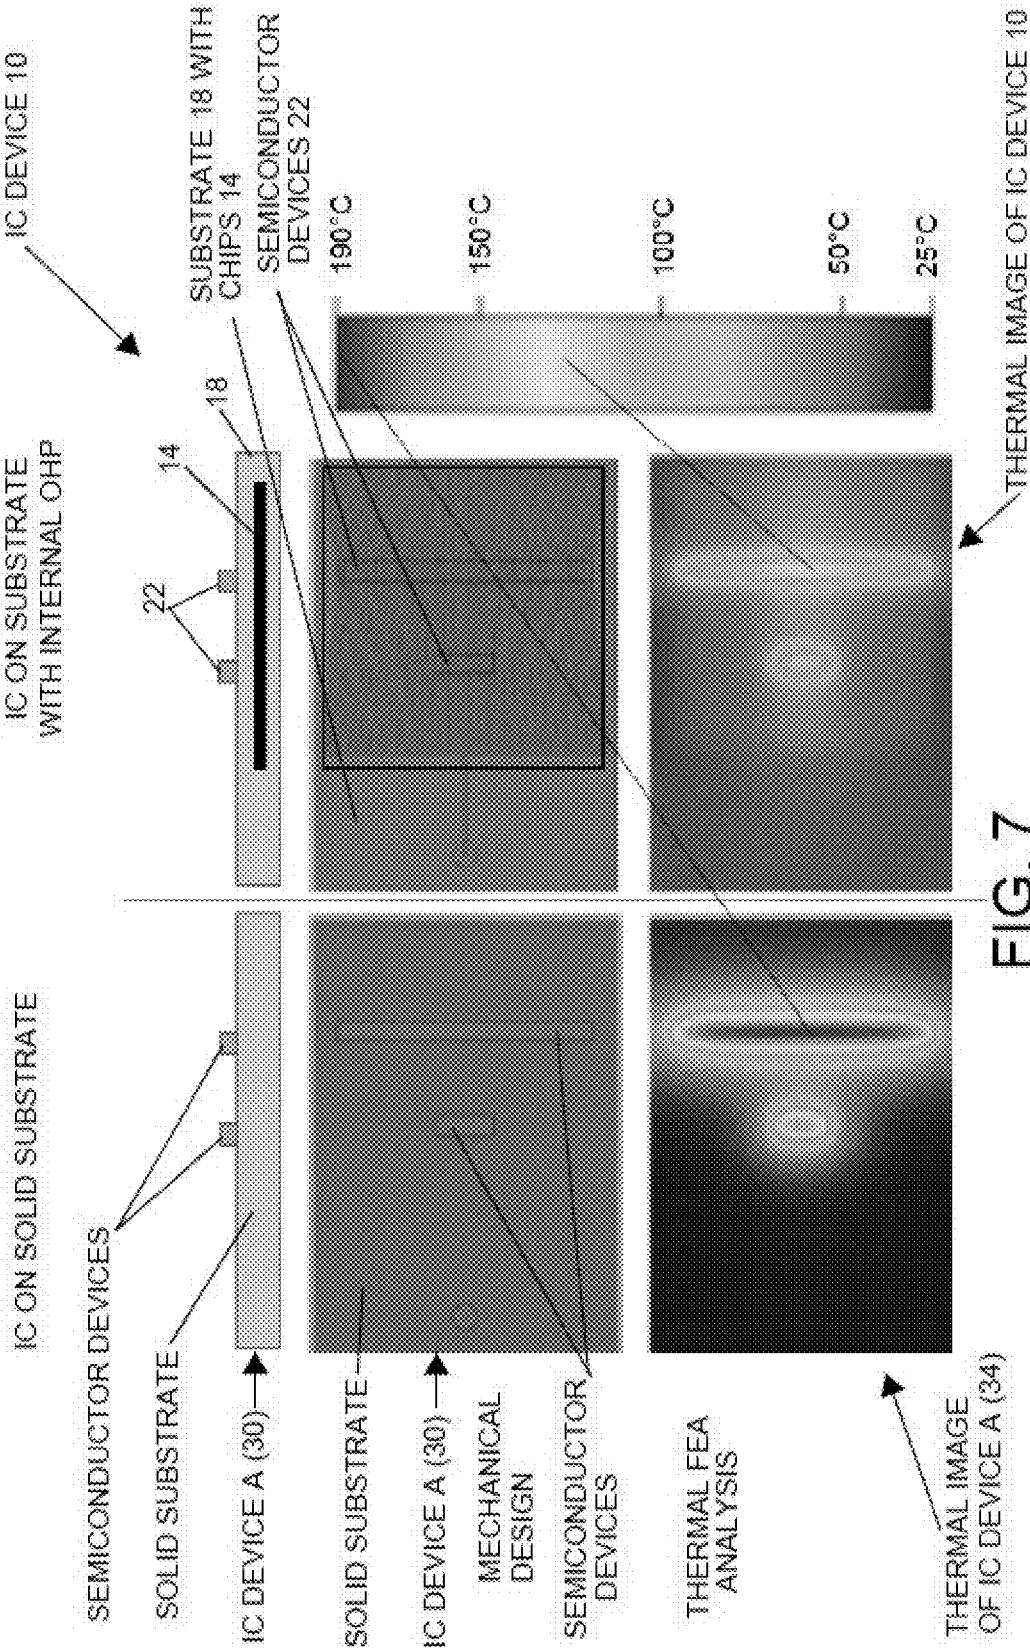 IC ON SOLID SUBSTRATE
IC ON SUBSTRATE
WITH INTERNAL OHP
IC DEVICE 10
SEMICONDUCTOR DEVICES
SOLID SUBSTRATE
IC DEVICE A (30)
22
14
18
SUBSTRATE 18 WITH
CHIPS 14
SEMICONDUCTOR
DEVICES 22
SOLID SUBSTRATE
IC DEVICE A (30)
MECHANICAL
DESIGN
SEMICONDUCTOR
DEVICES
190°C
150°C
100°C
50°C
25°C
THERMAL FEA
ANALYSIS
THERMAL IMAGE
OF IC DEVICE A (34)
THERMAL IMAGE OF IC DEVICE 10
FIG. 7